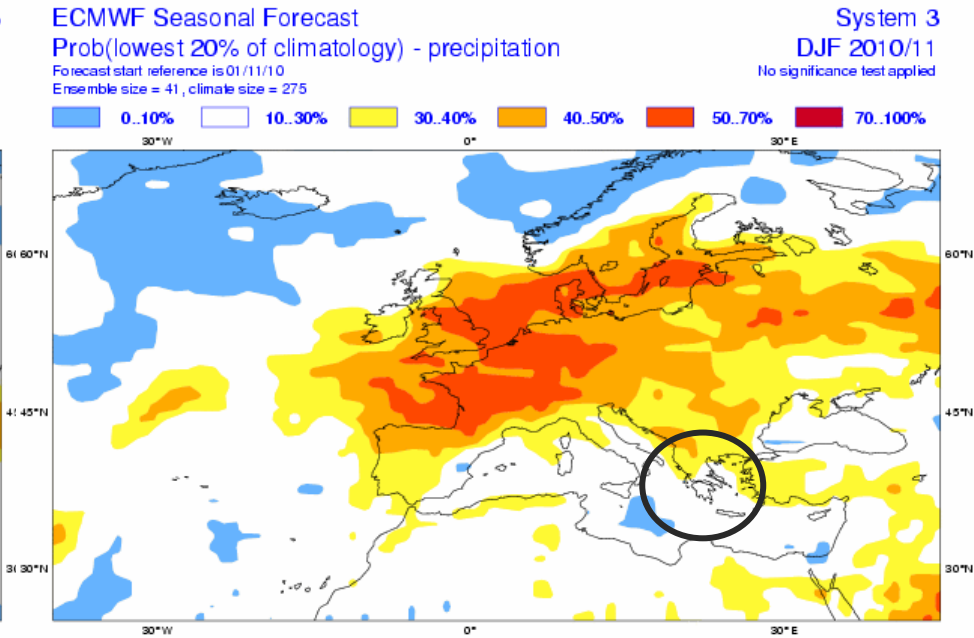 ECMWF Seasonal Forecast
System 3
Prob(lowest 20% of climatology) - precipitation
DJF 2010/11
Forecast start reference is 01/11/10
No significance test applied
Ensemble size = 41, climate size = 275
0..10%
10..30%
30..40%
40..50%
50..70%
70..100%
30°W
0°
30°E
60°N
60°N
45°N
45°N
30°N
30°N
30°W
0°
30°E